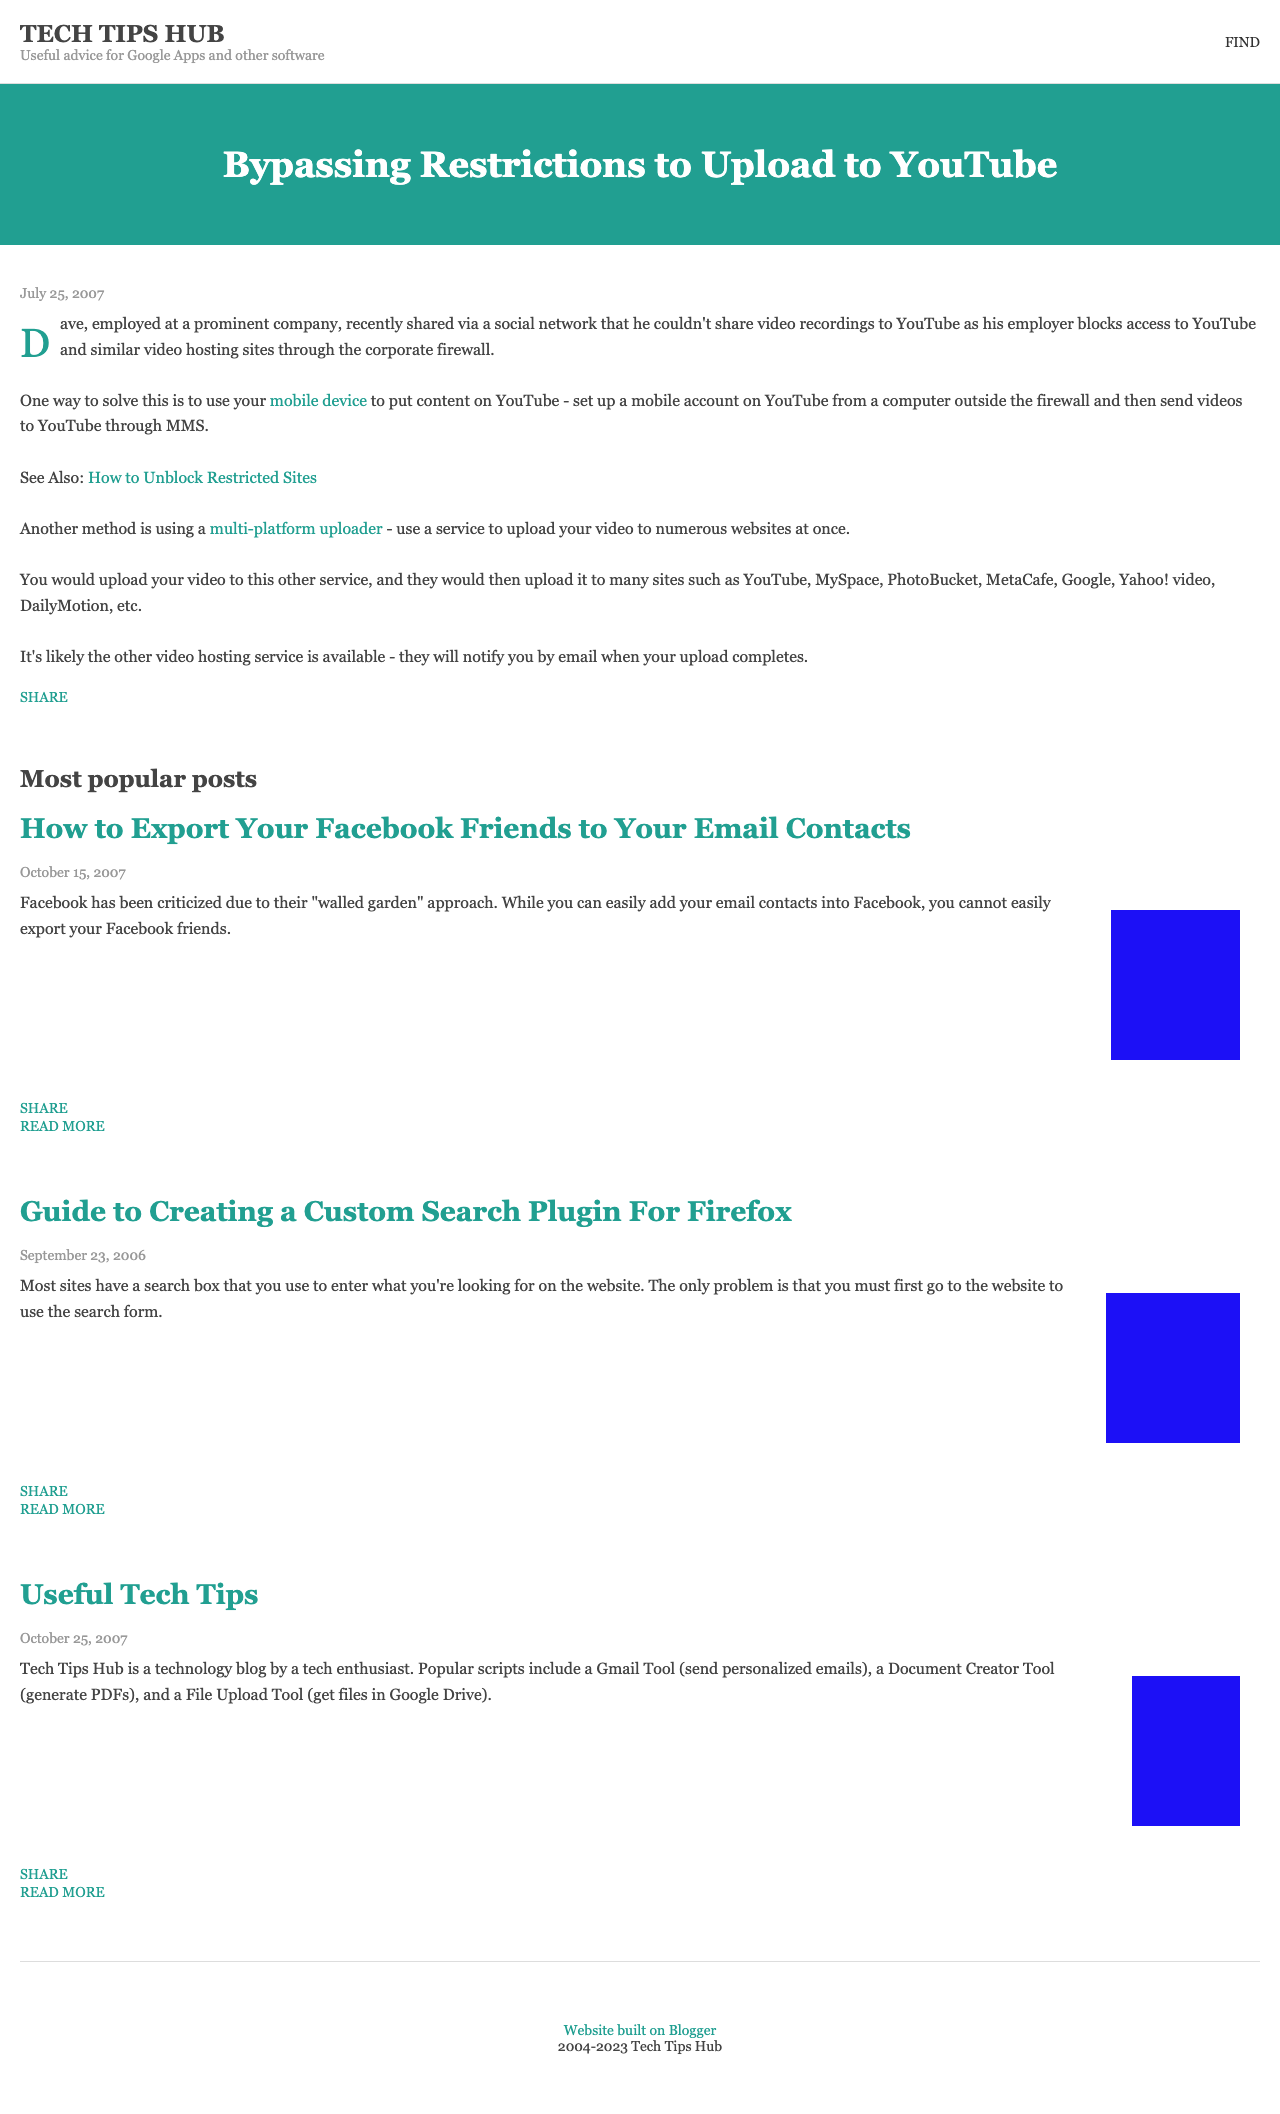 TECH TIPS HUB
Useful advice for Google Apps and other software
FIND
Bypassing Restrictions to Upload to YouTube
July 25, 2007
Dave, employed at a prominent company, recently shared via a social network that he couldn't share video recordings to YouTube as his employer blocks access to YouTube
and similar video hosting sites through the corporate firewall.
One way to solve this is to use your mobile device to put content on YouTube - set up a mobile account on YouTube from a computer outside the firewall and then send videos
to YouTube through MMS.
See Also: How to Unblock Restricted Sites
Another method is using a multi-platform uploader - use a service to upload your video to numerous websites at once.
You would upload your video to this other service, and they would then upload it to many sites such as YouTube, MySpace, PhotoBucket, MetaCafe, Google, Yahoo! video,
DailyMotion, etc.
It's likely the other video hosting service is available - they will notify you by email when your upload completes.
SHARE
Most popular posts
How to Export Your Facebook Friends to Your Email Contacts
October 15, 2007
Facebook has been criticized due to their "walled garden" approach. While you can easily add your email contacts into Facebook, you cannot easily
export your Facebook friends.
SHARE
READ MORE
Guide to Creating a Custom Search Plugin For Firefox
September 23, 2006
Most sites have a search box that you use to enter what you're looking for on the website. The only problem is that you must first go to the website to
use the search form.
SHARE
READ MORE
Useful Tech Tips
October 25, 2007
Tech Tips Hub is a technology blog by a tech enthusiast. Popular scripts include a Gmail Tool (send personalized emails), a Document Creator Tool
(generate PDFs), and a File Upload Tool (get files in Google Drive).
SHARE
READ MORE
Website built on Blogger
2004-2023 Tech Tips Hub